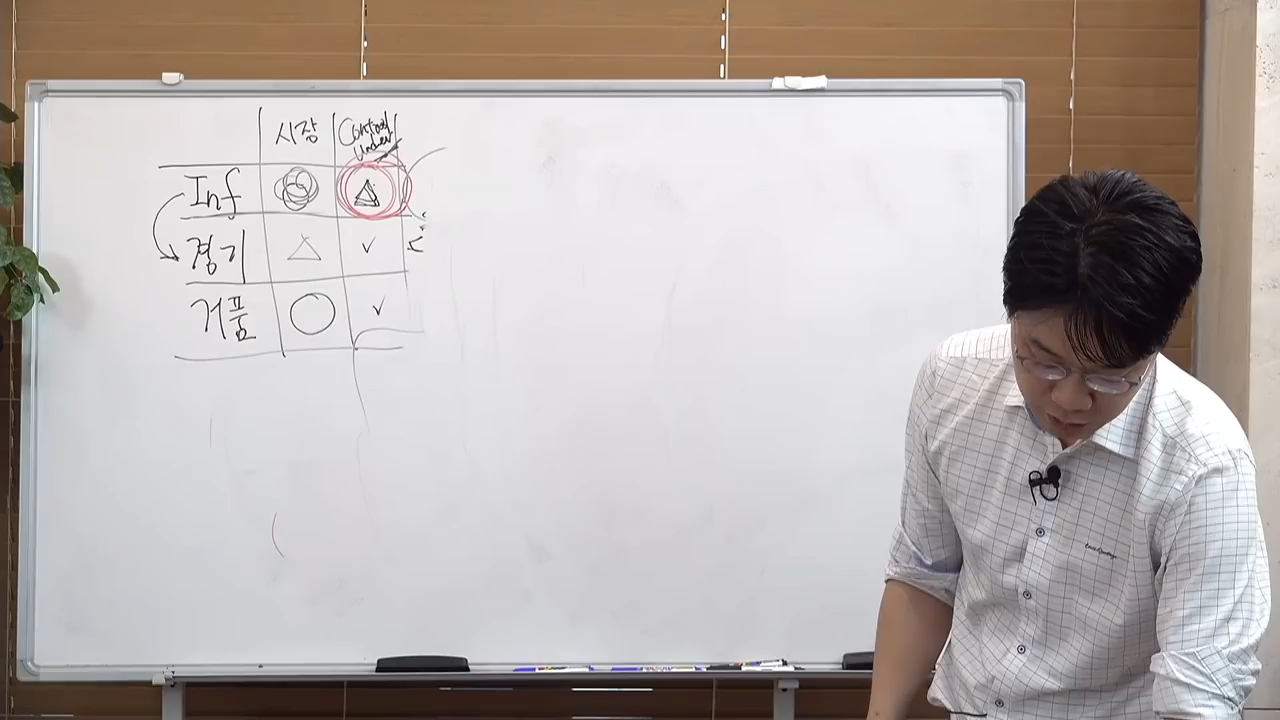 시장
Control
Under
Inf
경기
거품